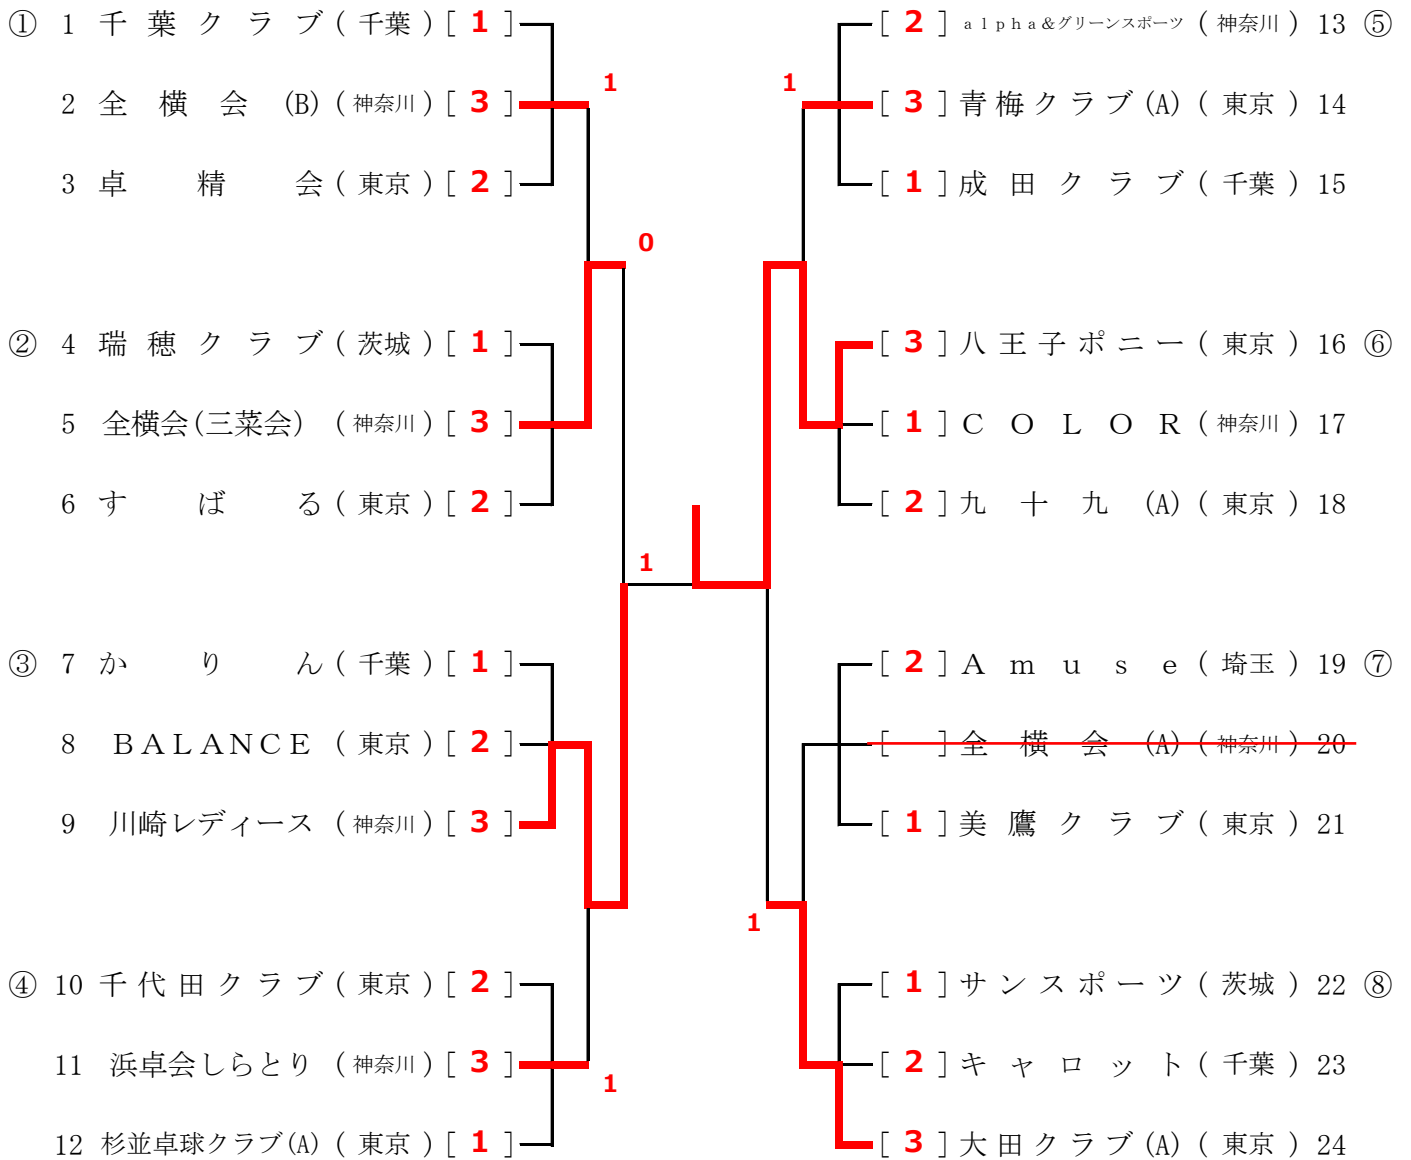 ① 1 千葉クラブ ( 千葉 ) [ 1 ]
1
2 全横会 (B) ( 神奈川 ) [ 3 ]
3 卓精会 ( 東京 ) [ 2 ]
0
② 4 瑞穂クラブ ( 茨城 ) [ 1 ]
5 全横会(三菜会) ( 神奈川 ) [ 3 ]
6 すばる ( 東京 ) [ 2 ]
1
③ 7 かりん ( 千葉 ) [ 1 ]
8 ＢＡＬＡＮＣＥ ( 東京 ) [ 2 ]
9 川崎レディース ( 神奈川 ) [ 3 ]
④ 10 千代田クラブ ( 東京 ) [ 2 ]
11 浜卓会しらとり ( 神奈川 ) [ 3 ]
1
12 杉並卓球クラブ(A) ( 東京 ) [ 1 ]
[ 2 ] ａｌｐｈａ&グリーンスポーツ ( 神奈川 ) 13 ⑤
1
[ 3 ] 青梅クラブ(A) ( 東京 ) 14
[ 1 ] 成田クラブ ( 千葉 ) 15
[ 3 ] 八王子ポニー ( 東京 ) 16 ⑥
[ 1 ] ＣＯＬＯＲ ( 神奈川 ) 17
[ 2 ] 九十九 (A) ( 東京 ) 18
[ 2 ] Ａｍｕｓｅ ( 埼玉 ) 19 ⑦
[ ] 全横会 (A) ( 神奈川 ) 20
[ 1 ] 美鷹クラブ ( 東京 ) 21
1
[ 1 ] サンスポーツ ( 茨城 ) 22 ⑧
[ 2 ] キャロット ( 千葉 ) 23
[ 3 ] 大田クラブ(A) ( 東京 ) 24